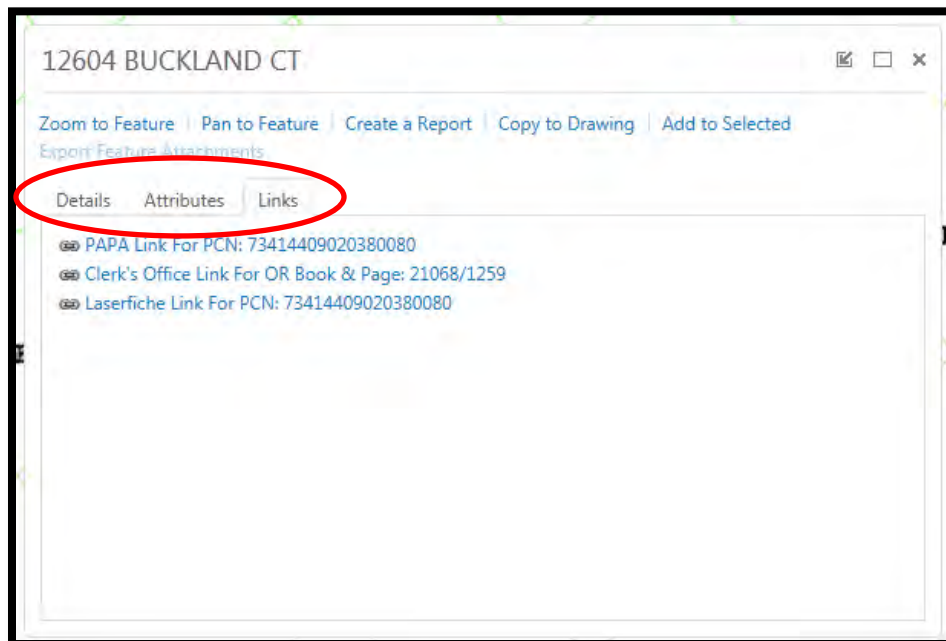 12604 BUCKLAND CT
Zoom to Feature | Pan to Feature | Create a Report | Copy to Drawing | Add to Selected
Export Feature Attachments
Details Attributes Links
PAPA Link For PCN: 73414409020380080
Clerk's Office Link For OR Book & Page: 21068/1259
Laserfiche Link For PCN: 73414409020380080